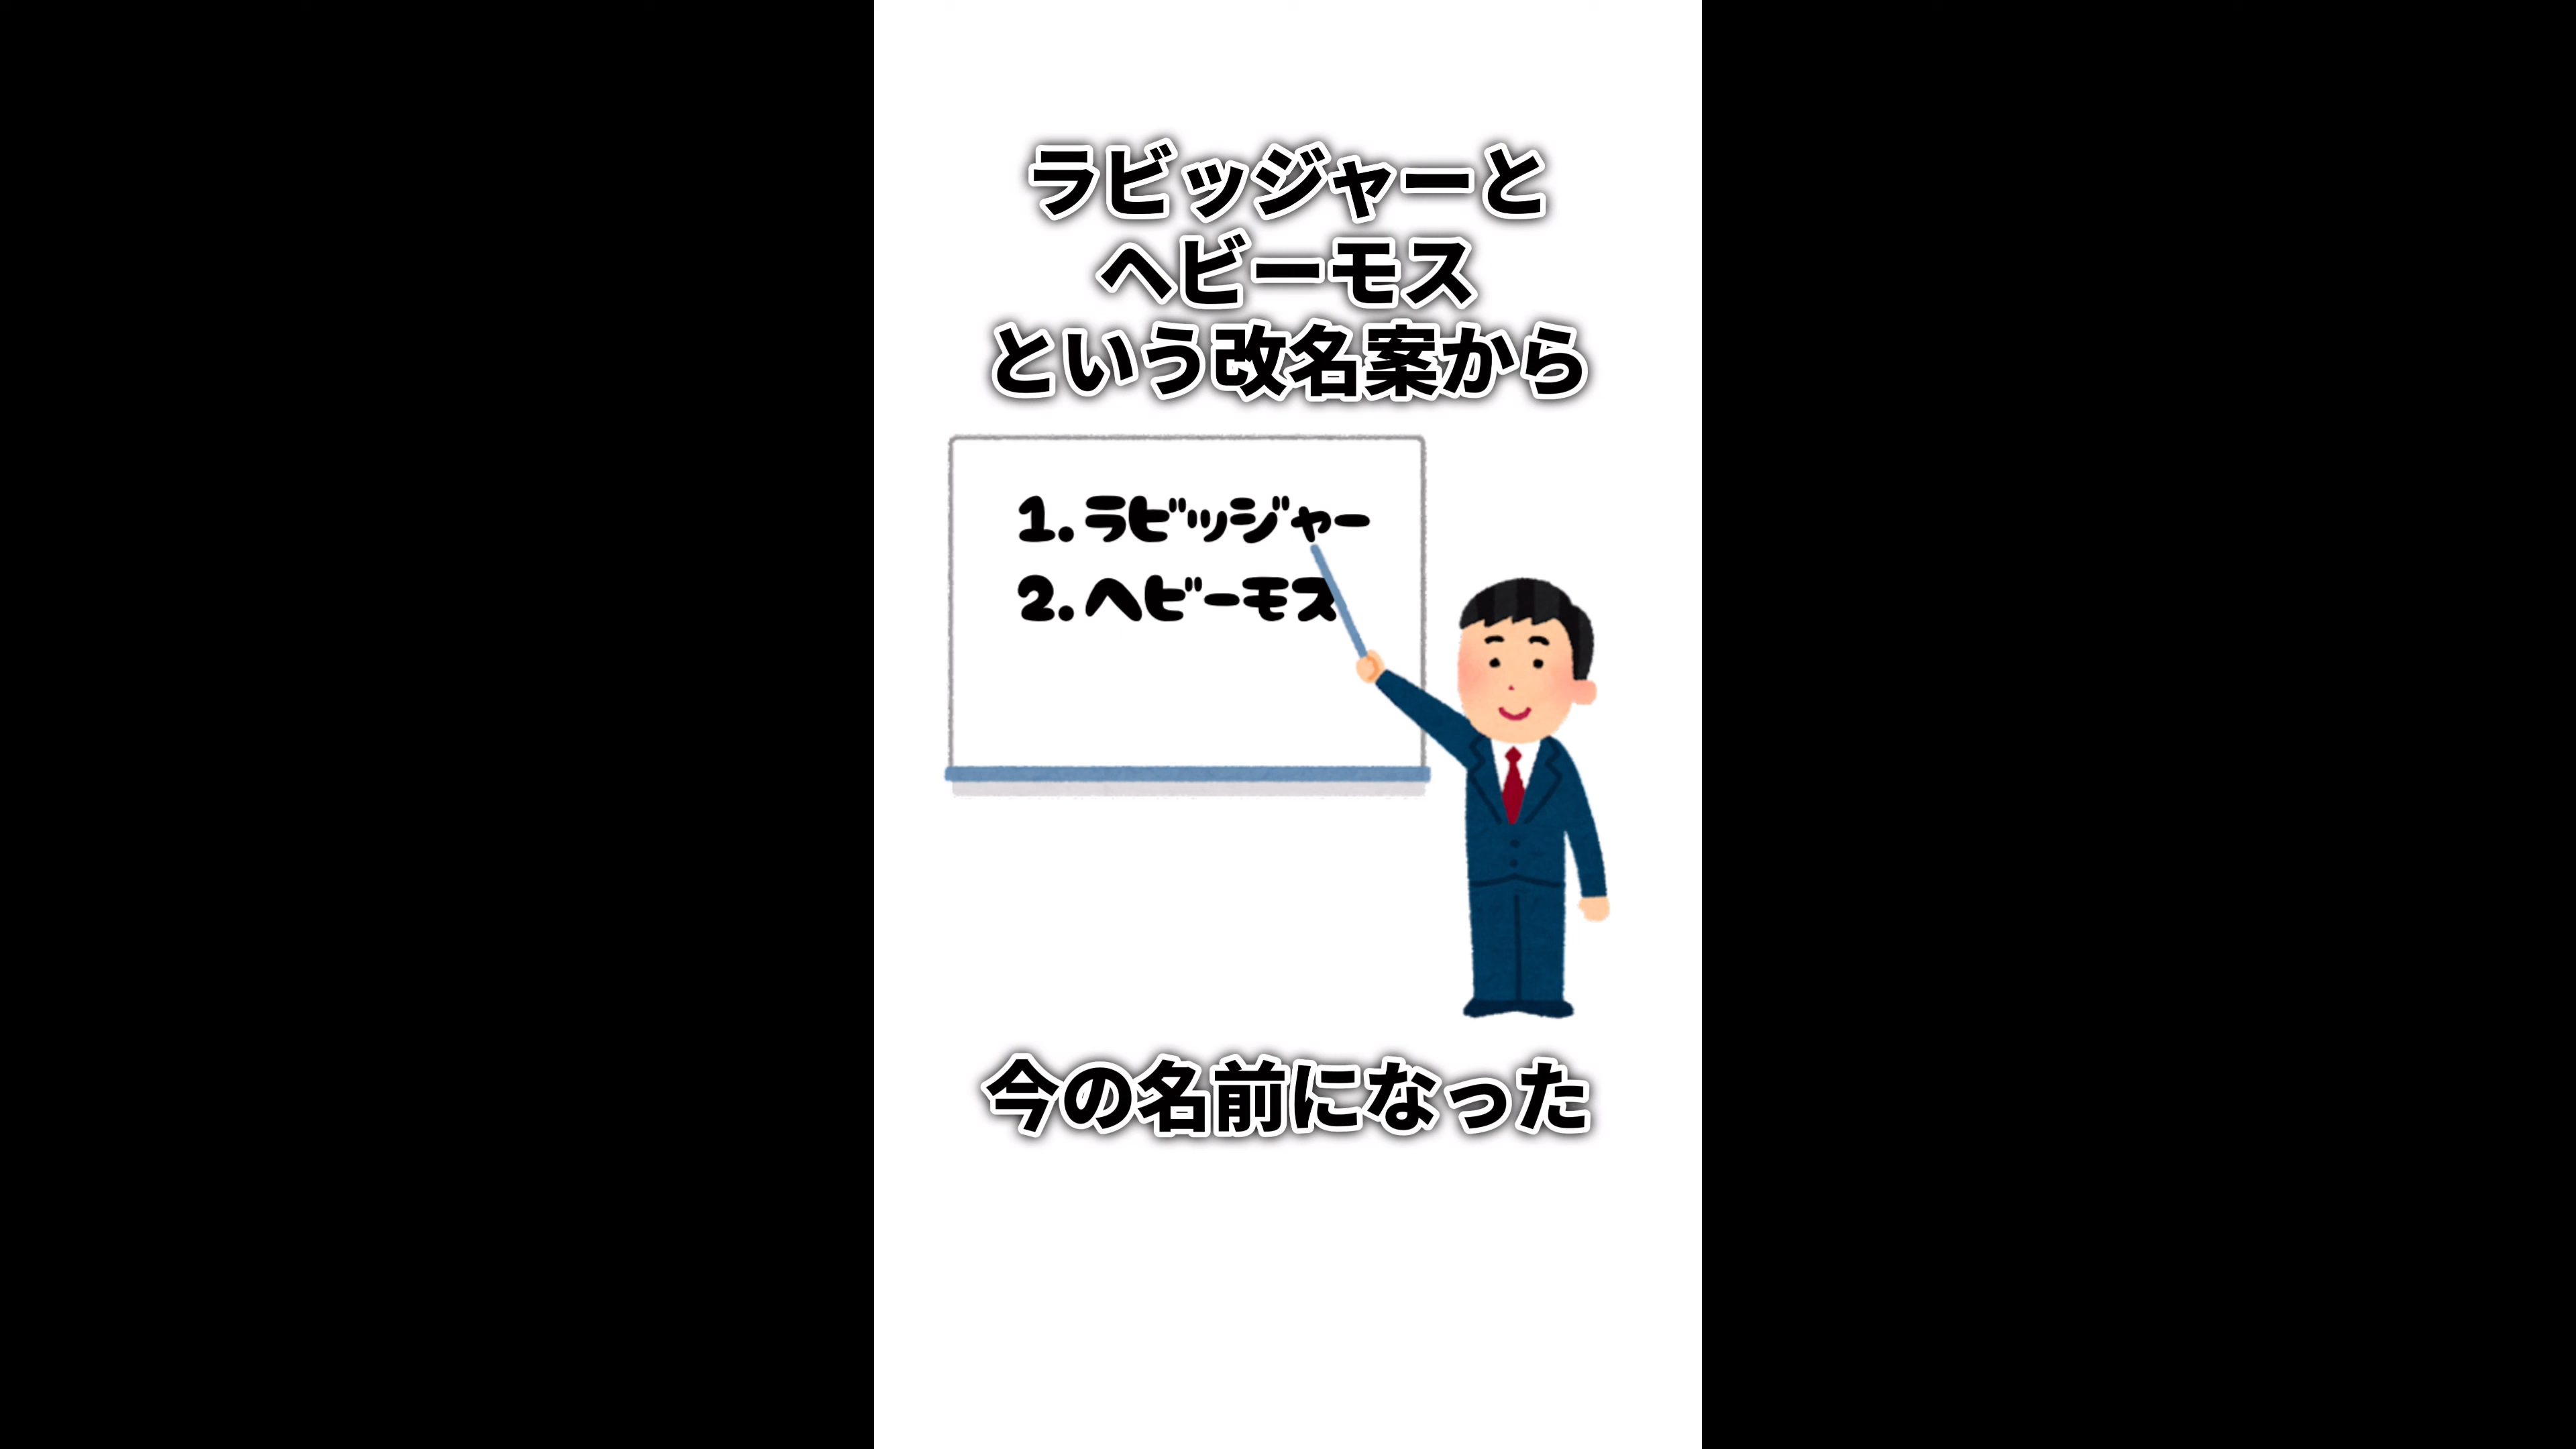 ラビッジャーと
ヘビーモス
という改名案から
1.ラビッジャー
2.ヘビーモス
今の名前になった